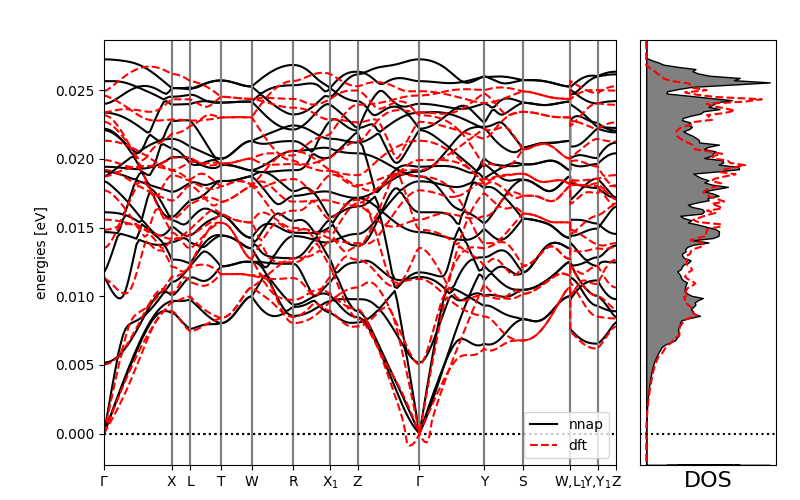 energies [eV]
0.025
0.020
0.015
0.010
0.005
0.000
nnap
dft
Γ X L T W R X₁ Z Γ Y S W,L₁Y,Y₁Z
DOS